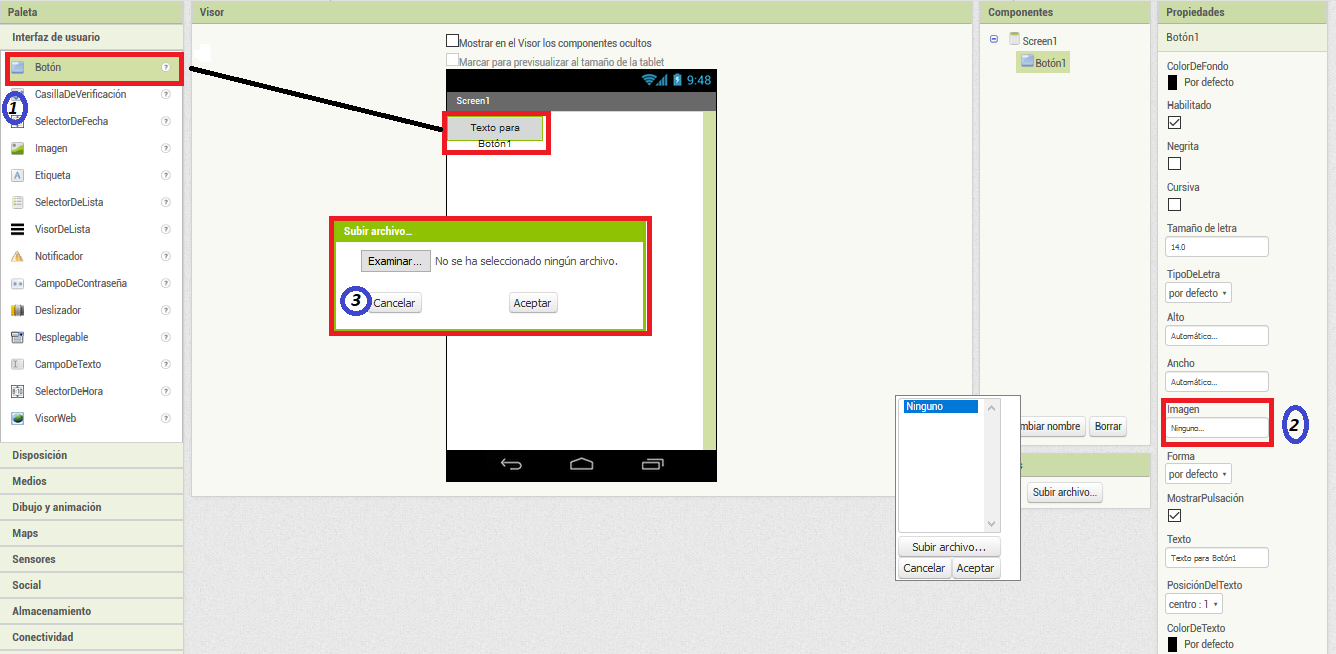 Paleta
Interfaz de usuario
Botón ?
CasillaDeVerificación ?
1
SelectorDeFecha ?
Imagen ?
Etiqueta ?
SelectorDeLista ?
VisorDeLista ?
Notificador ?
CampoDeContraseña ?
Deslizador ?
Desplegable ?
CampoDeTexto ?
SelectorDeHora ?
VisorWeb ?
Disposición
Medios
Dibujo y animación
Maps
Sensores
Social
Almacenamiento
Conectividad
Visor
Mostrar en el Visor los componentes ocultos
Marcar para previsualizar al tamaño de la tablet
9:48
Screen1
Texto para
Botón1
Subir archivo...
Examinar... No se ha seleccionado ningún archivo.
3 Cancelar Aceptar
Ninguno
Subir archivo...
Cancelar Aceptar
Componentes
Screen1
Botón1
mbiar nombre Borrar
s
Subir archivo...
Propiedades
Botón1
ColorDeFondo
Por defecto
Habilitado
Negrita
Cursiva
Tamaño de letra
14.0
TipoDeLetra
por defecto
Alto
Automático...
Ancho
Automático...
Imagen
Ninguno...
2
Forma
por defecto
MostrarPulsación
Texto
Texto para Botón1
PosiciónDelTexto
centro : 1
ColorDeTexto
Por defecto